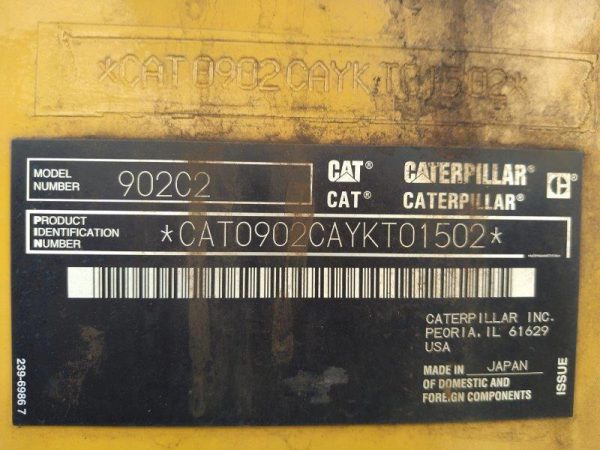 *CAT0902CAYKT01502*
MODEL NUMBER 902C2
CAT® CATERPILLAR® C
CAT® CATERPILLAR®
PRODUCT IDENTIFICATION NUMBER *CAT0902CAYKT01502*
CATERPILLAR INC.
PEORIA, IL 61629
USA
MADE IN JAPAN
OF DOMESTIC AND
FOREIGN COMPONENTS
ISSUE
239-6986 7